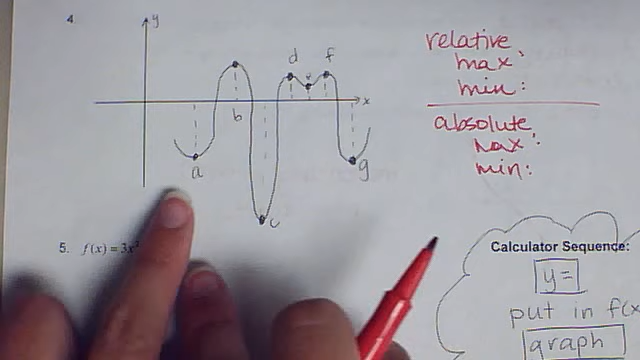 4.
y
d
f
e
x
b
a
g
c
relative
max:
min:
absolute
max:
min:
5. f(x) = 3x
Calculator Sequence:
y=
put in f(x
graph